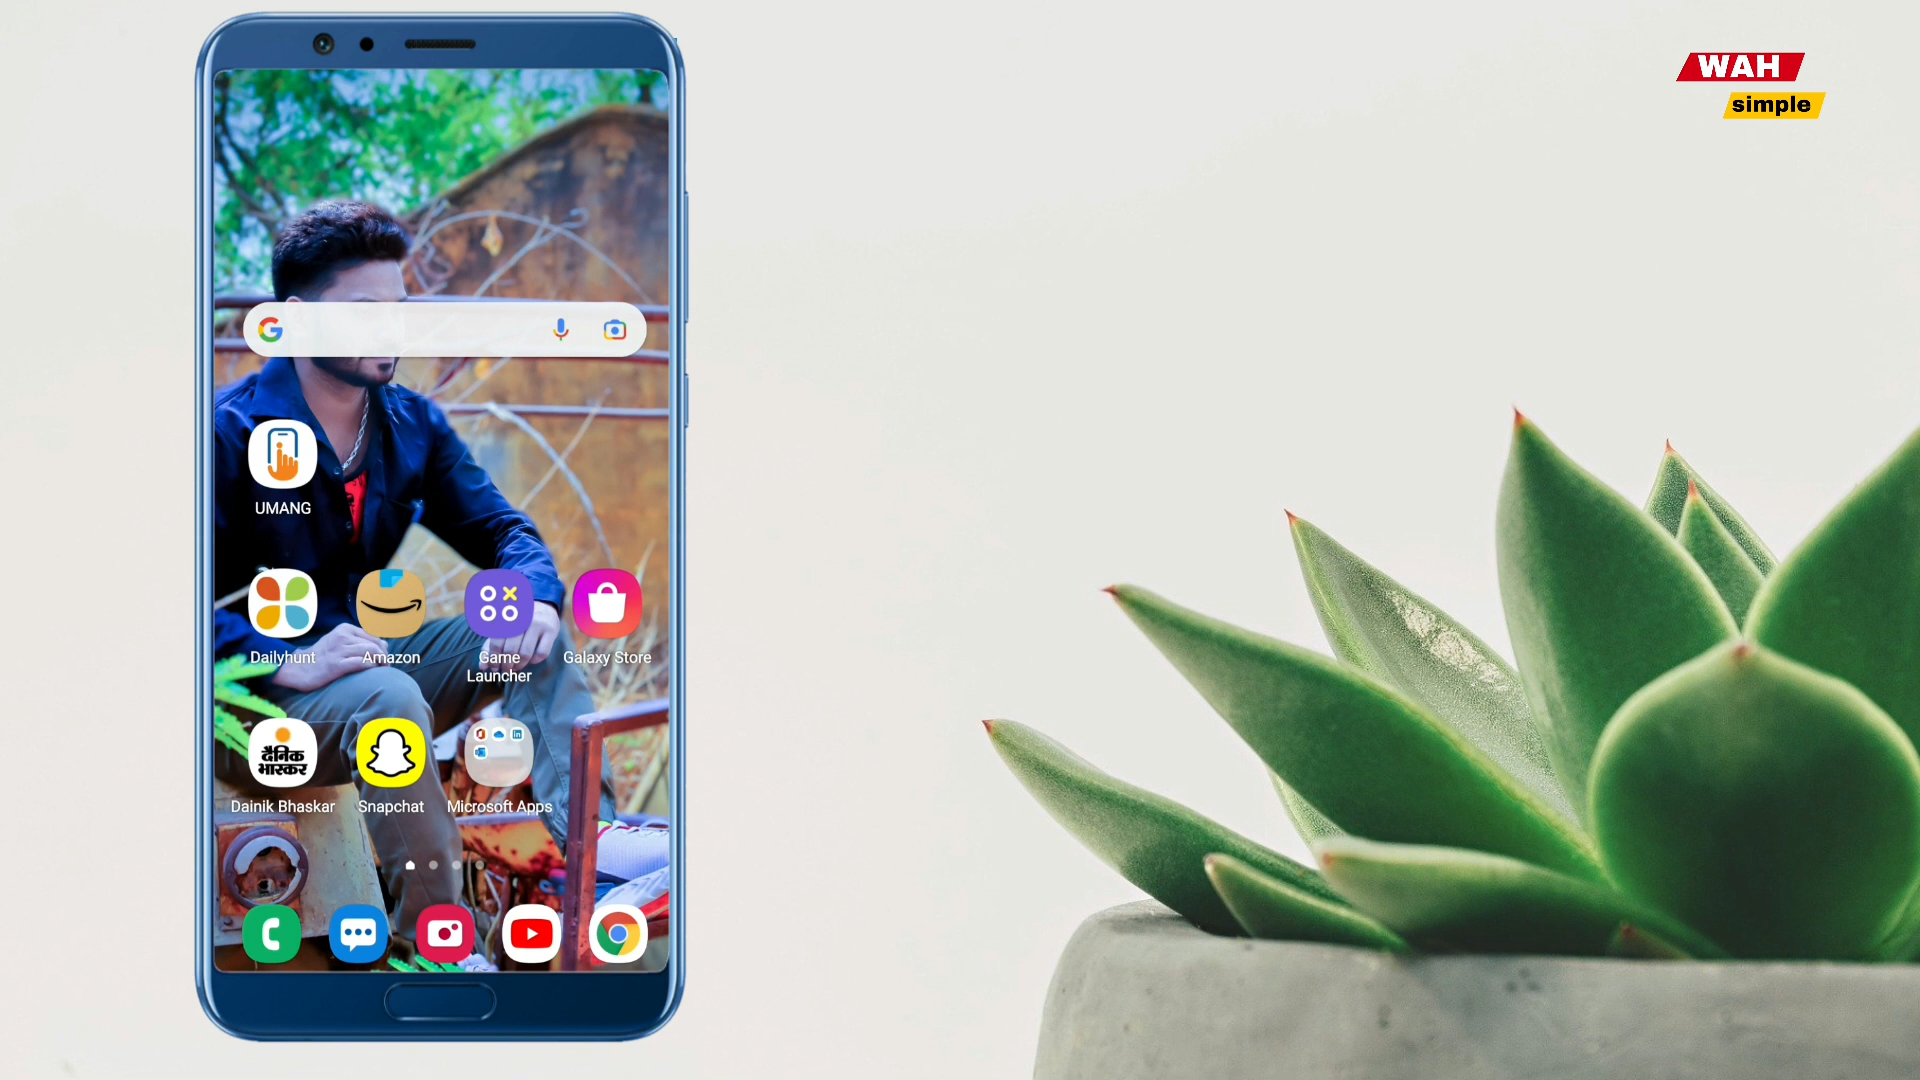 WAH
simple
UMANG
Dailyhunt
Amazon
Game
Launcher
Galaxy Store
दैनिक
भास्कर
Dainik Bhaskar
Snapchat
Microsoft Apps